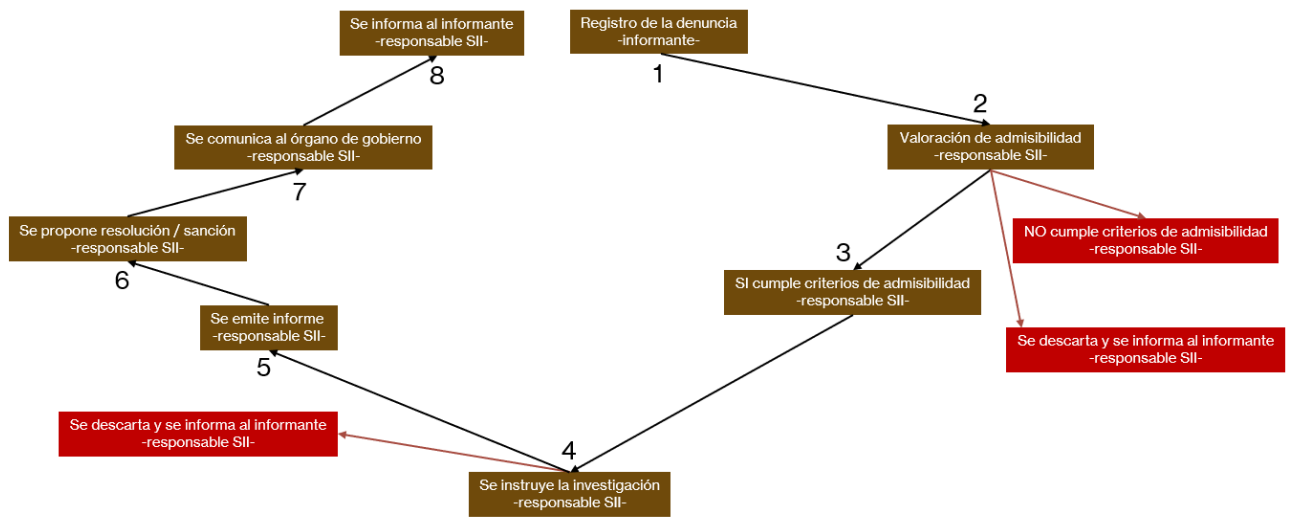 Registro de la denuncia
-informante-
1
2
Valoración de admisibilidad
-responsable SII-
NO cumple criterios de admisibilidad
-responsable SII-
Se descarta y se informa al informante
-responsable SII-
3
SI cumple criterios de admisibilidad
-responsable SII-
4
Se instruye la investigación
-responsable SII-
Se descarta y se informa al informante
-responsable SII-
5
Se emite informe
-responsable SII-
6
Se propone resolución / sanción
-responsable SII-
7
Se comunica al órgano de gobierno
-responsable SII-
8
Se informa al informante
-responsable SII-